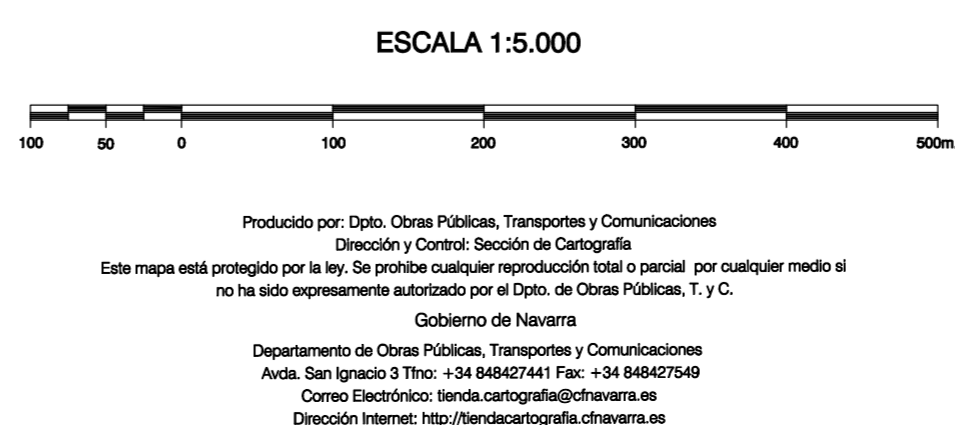 ESCALA 1:5.000
100 50 0 100 200 300 400 500m.
Producido por: Dpto. Obras Públicas, Transportes y Comunicaciones
Dirección y Control: Sección de Cartografía
Este mapa está protegido por la ley. Se prohibe cualquier reproducción total o parcial por cualquier medio si
no ha sido expresamente autorizado por el Dpto. de Obras Públicas, T. y C.
Gobierno de Navarra
Departamento de Obras Públicas, Transportes y Comunicaciones
Avda. San Ignacio 3 Tfno: +34 848427441 Fax: +34 848427549
Correo Electrónico: tienda.cartografia@cfnavarra.es
Dirección Internet: http://tiendacartografia.cfnavarra.es